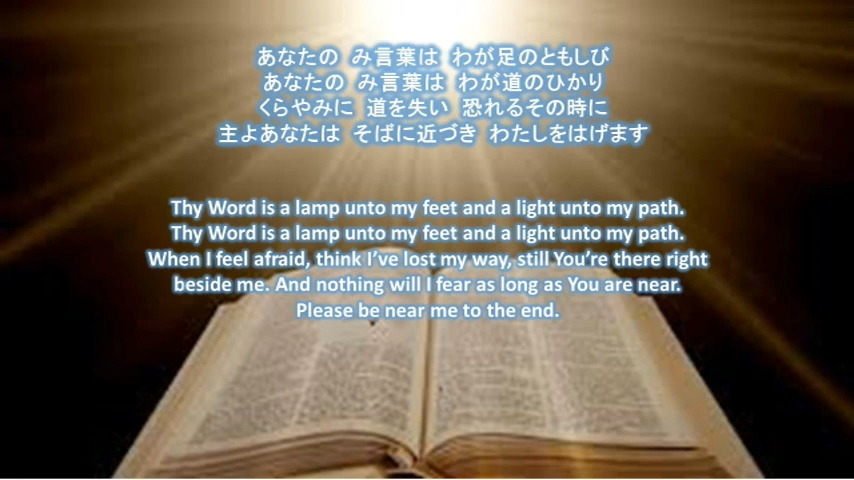 あなたの み言葉は わが足のともしび
あなたの み言葉は わが道のひかり
くらやみに 道を失い 恐れるその時に
主よあなたは そばに近づき わたしをはげます
Thy Word is a lamp unto my feet and a light unto my path.
Thy Word is a lamp unto my feet and a light unto my path.
When I feel afraid, think I’ve lost my way, still You’re there right
beside me. And nothing will I fear as long as You are near.
Please be near me to the end.